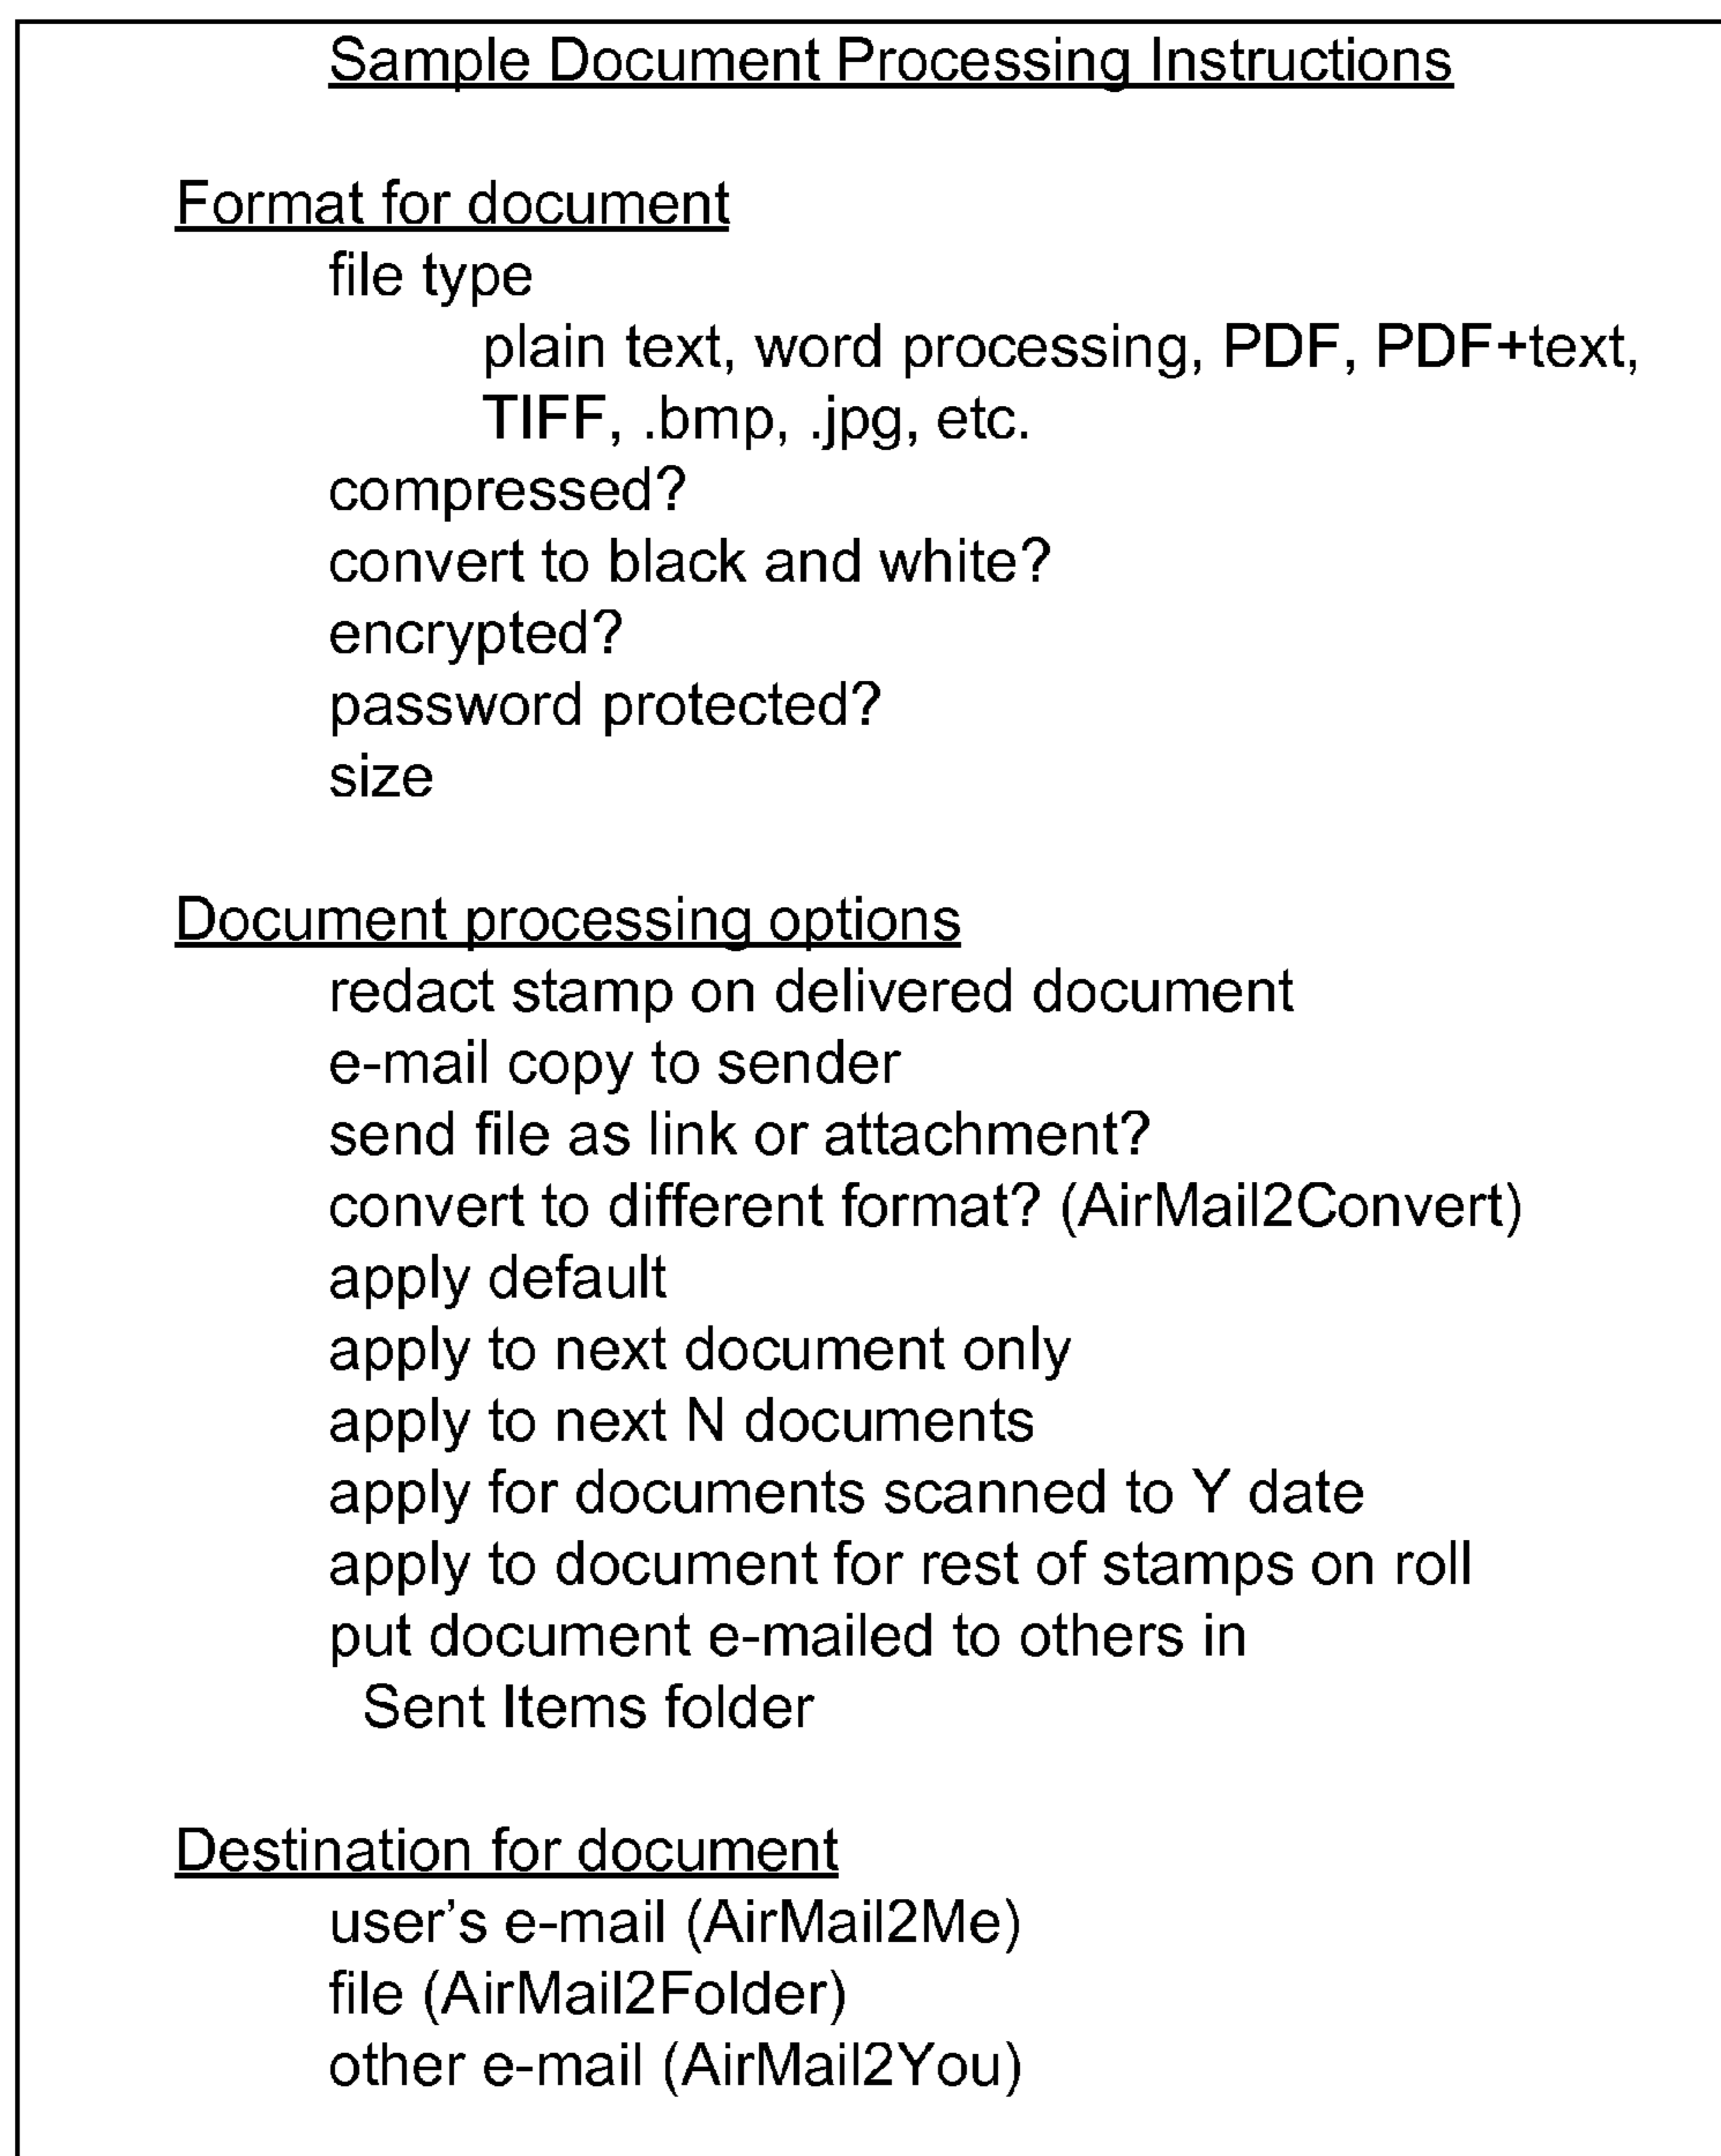 Sample Document Processing Instructions
Format for document
file type
plain text, word processing, PDF, PDF+text,
TIFF, .bmp, .jpg, etc.
compressed?
convert to black and white?
encrypted?
password protected?
size
Document processing options
redact stamp on delivered document
e-mail copy to sender
send file as link or attachment?
convert to different format? (AirMail2Convert)
apply default
apply to next document only
apply to next N documents
apply for documents scanned to Y date
apply to document for rest of stamps on roll
put document e-mailed to others in
Sent Items folder
Destination for document
user’s e-mail (AirMail2Me)
file (AirMail2Folder)
other e-mail (AirMail2You)